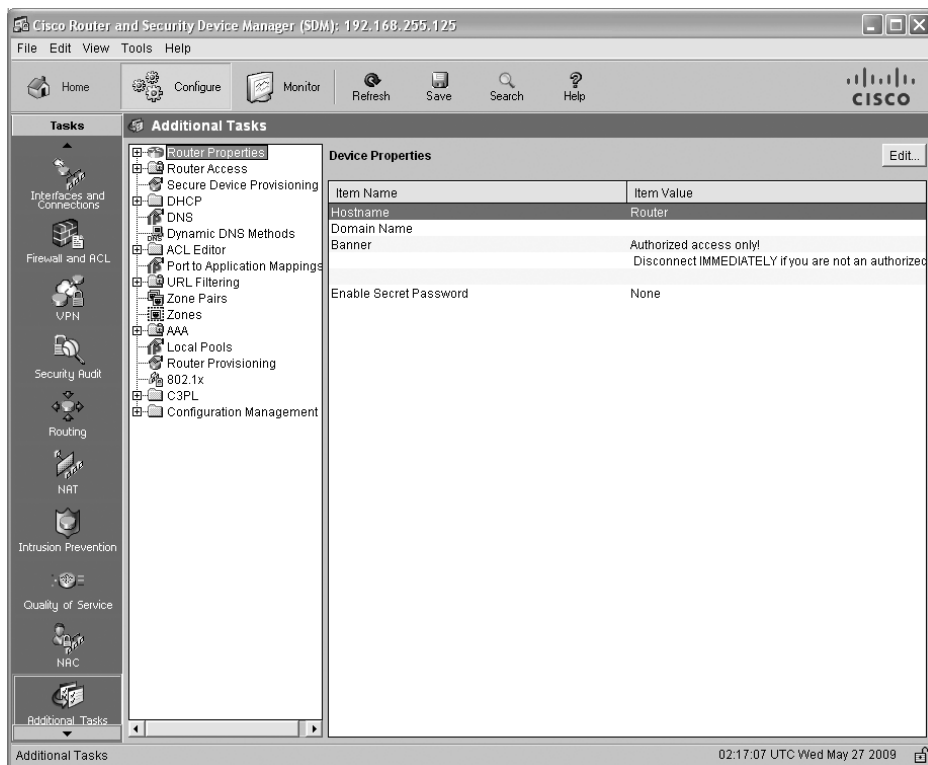 Cisco Router and Security Device Manager (SDM): 192.168.255.125
File Edit View Tools Help
Home Configure Monitor Refresh Save Search Help
CISCO
Tasks
Additional Tasks
Interfaces and
Connections
Firewall and ACL
VPN
Security Audit
Routing
NAT
Intrusion Prevention
Quality of Service
NAC
Additional Tasks
Router Properties
Router Access
Secure Device Provisioning
DHCP
DNS
Dynamic DNS Methods
ACL Editor
Port to Application Mappings
URL Filtering
Zone Pairs
Zones
AAA
Local Pools
Router Provisioning
802.1x
C3PL
Configuration Management
Device Properties Edit...
Item Name Item Value
Hostname Router
Domain Name
Banner Authorized access only!
Disconnect IMMEDIATELY if you are not an authorized
Enable Secret Password None
Additional Tasks 02:17:07 UTC Wed May 27 2009